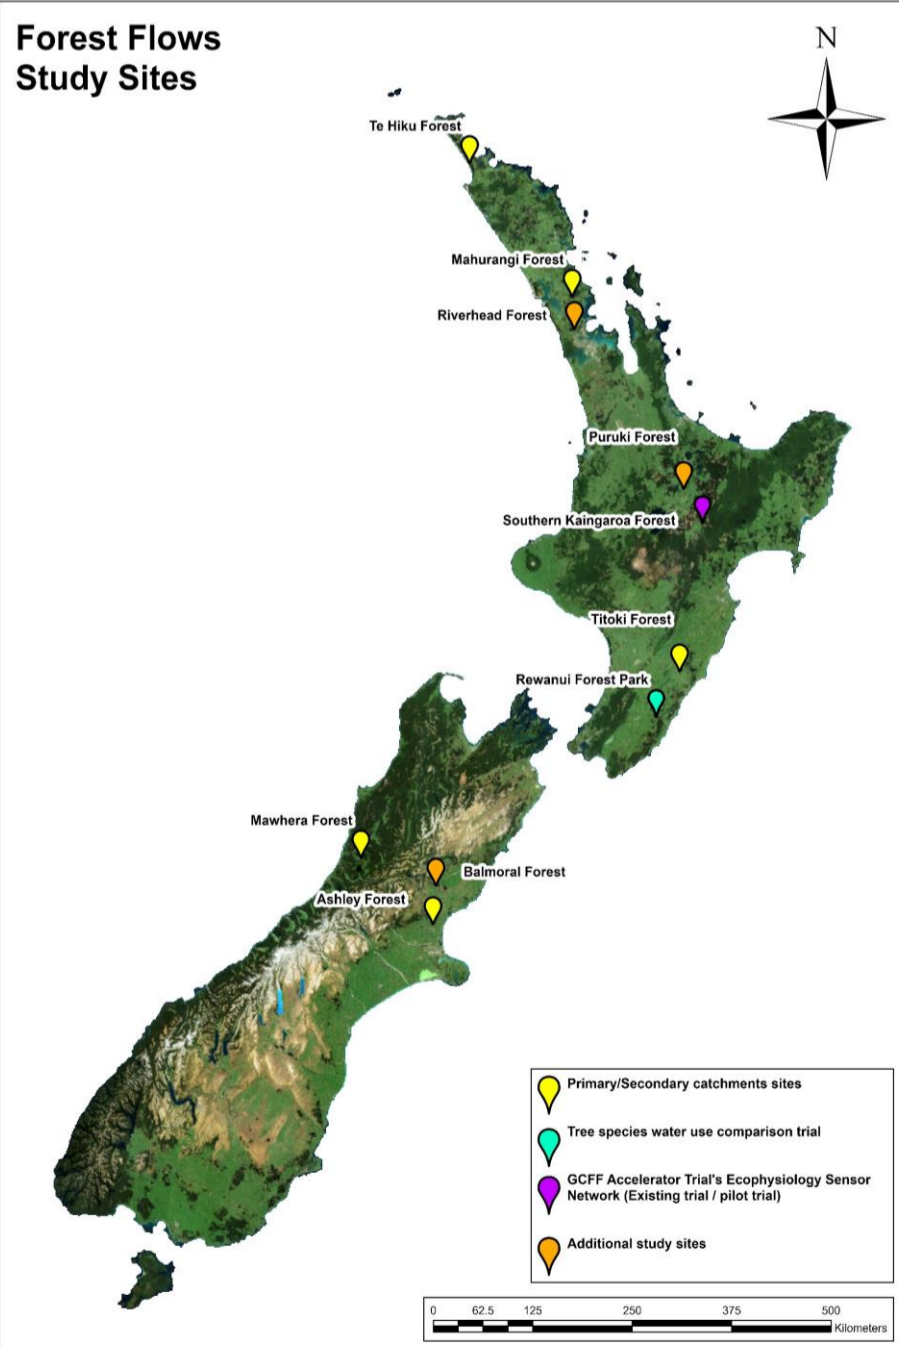 Forest Flows
Study Sites
N
Te Hiku Forest
Mahurangi Forest
Riverhead Forest
Puruki Forest
Southern Kaingaroa Forest
Titoki Forest
Rewanui Forest Park
Mawhera Forest
Balmoral Forest
Ashley Forest
Primary/Secondary catchments sites
Tree species water use comparison trial
GCFF Accelerator Trial's Ecophysiology Sensor
Network (Existing trial / pilot trial)
Additional study sites
0 62.5 125 250 375 500
Kilometers